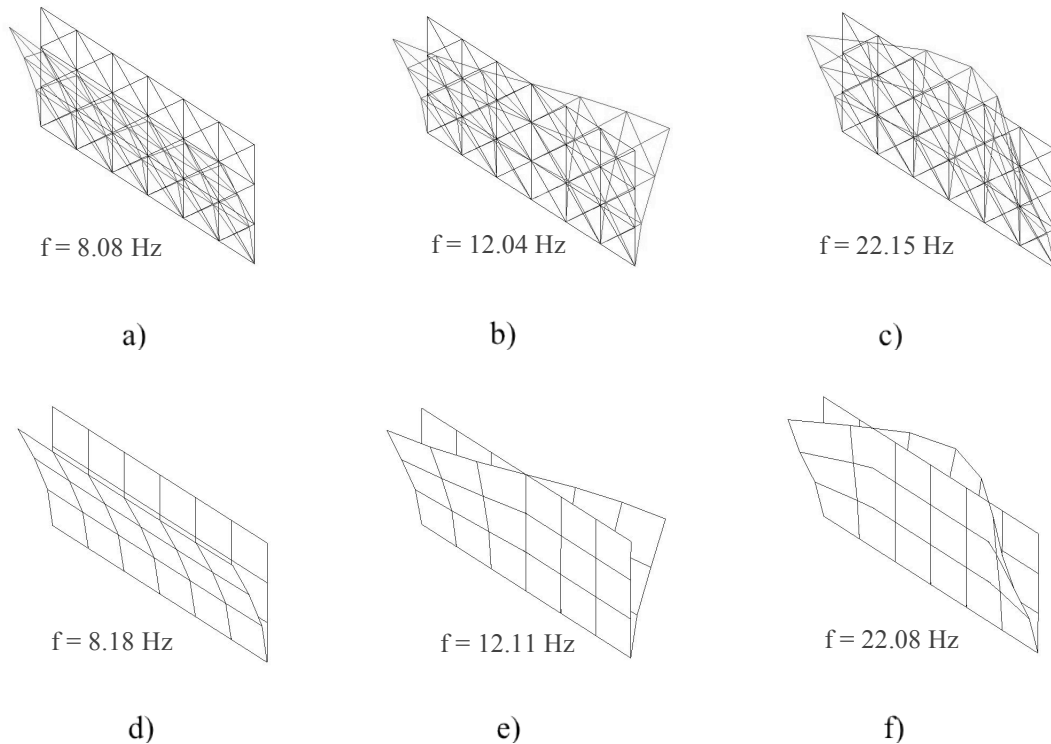 f = 8.08 Hz
f = 12.04 Hz
f = 22.15 Hz
a)
b)
c)
f = 8.18 Hz
f = 12.11 Hz
f = 22.08 Hz
d)
e)
f)